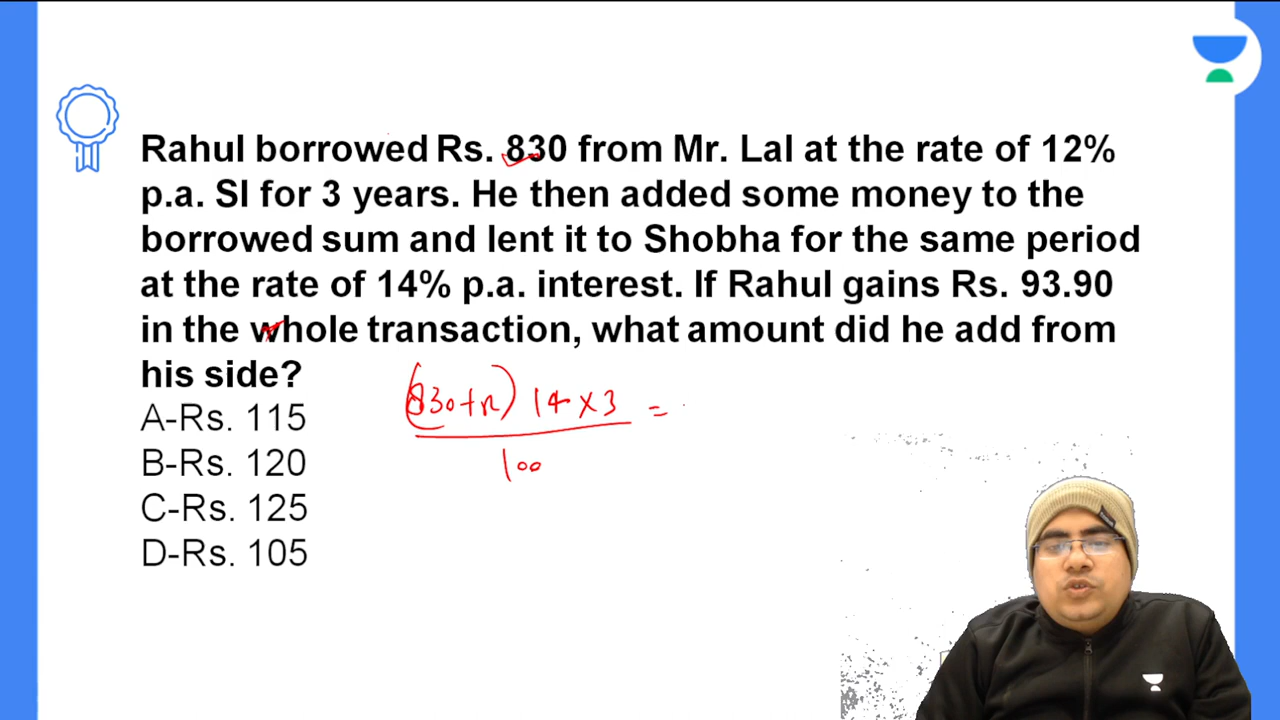 Rahul borrowed Rs. 830 from Mr. Lal at the rate of 12%
p.a. SI for 3 years. He then added some money to the
borrowed sum and lent it to Shobha for the same period
at the rate of 14% p.a. interest. If Rahul gains Rs. 93.90
in the whole transaction, what amount did he add from
his side?
(830+x) 14 × 3 =
100
A-Rs. 115
B-Rs. 120
C-Rs. 125
D-Rs. 105